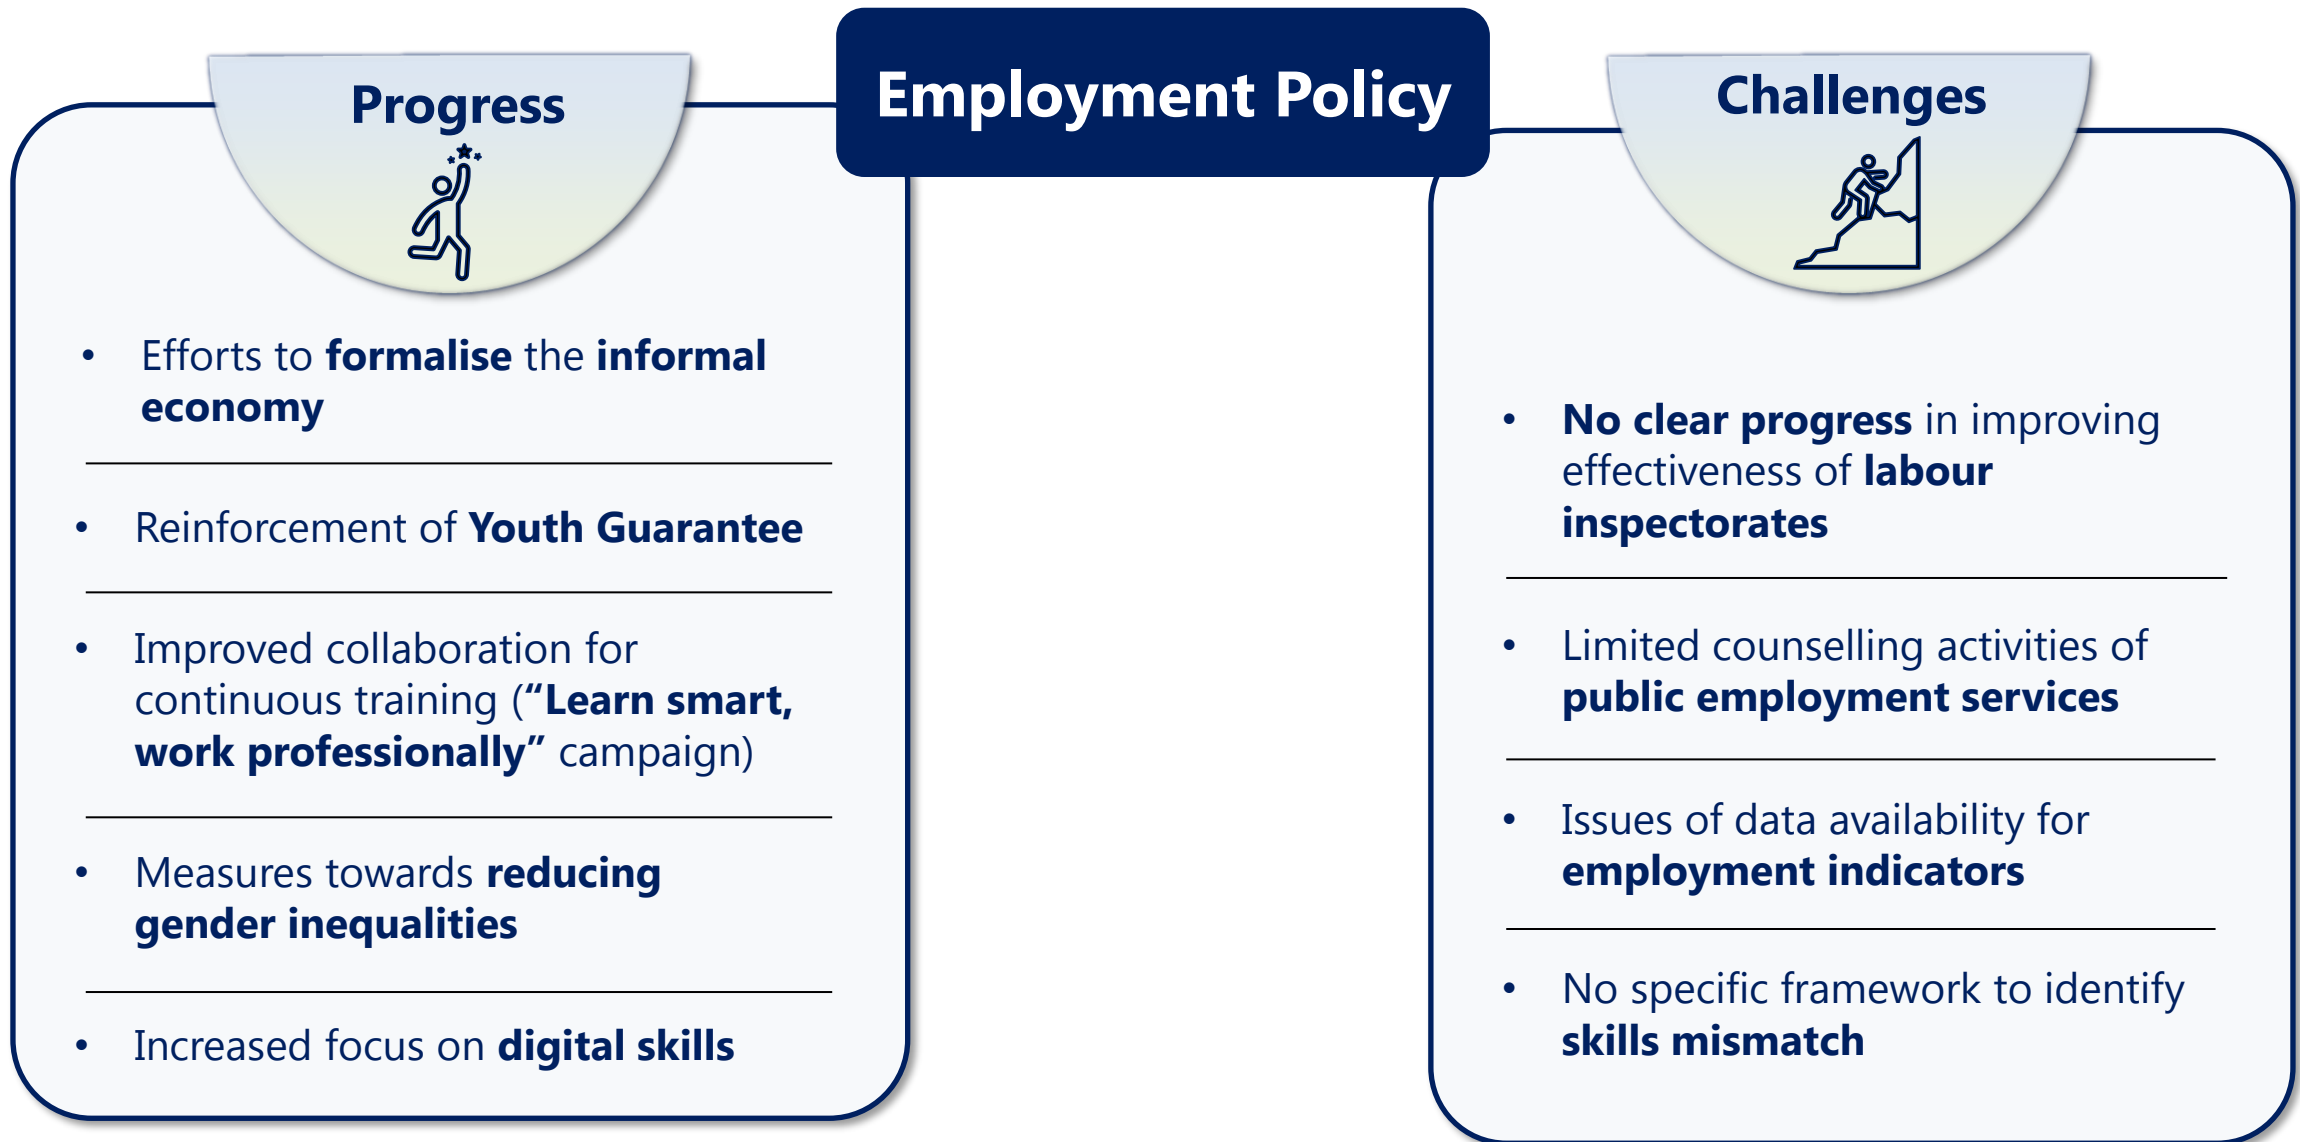 Employment Policy
Progress
• Efforts to formalise the informal
economy
• Reinforcement of Youth Guarantee
• Improved collaboration for
continuous training (“Learn smart,
work professionally” campaign)
• Measures towards reducing
gender inequalities
• Increased focus on digital skills
Challenges
• No clear progress in improving
effectiveness of labour
inspectorates
• Limited counselling activities of
public employment services
• Issues of data availability for
employment indicators
• No specific framework to identify
skills mismatch